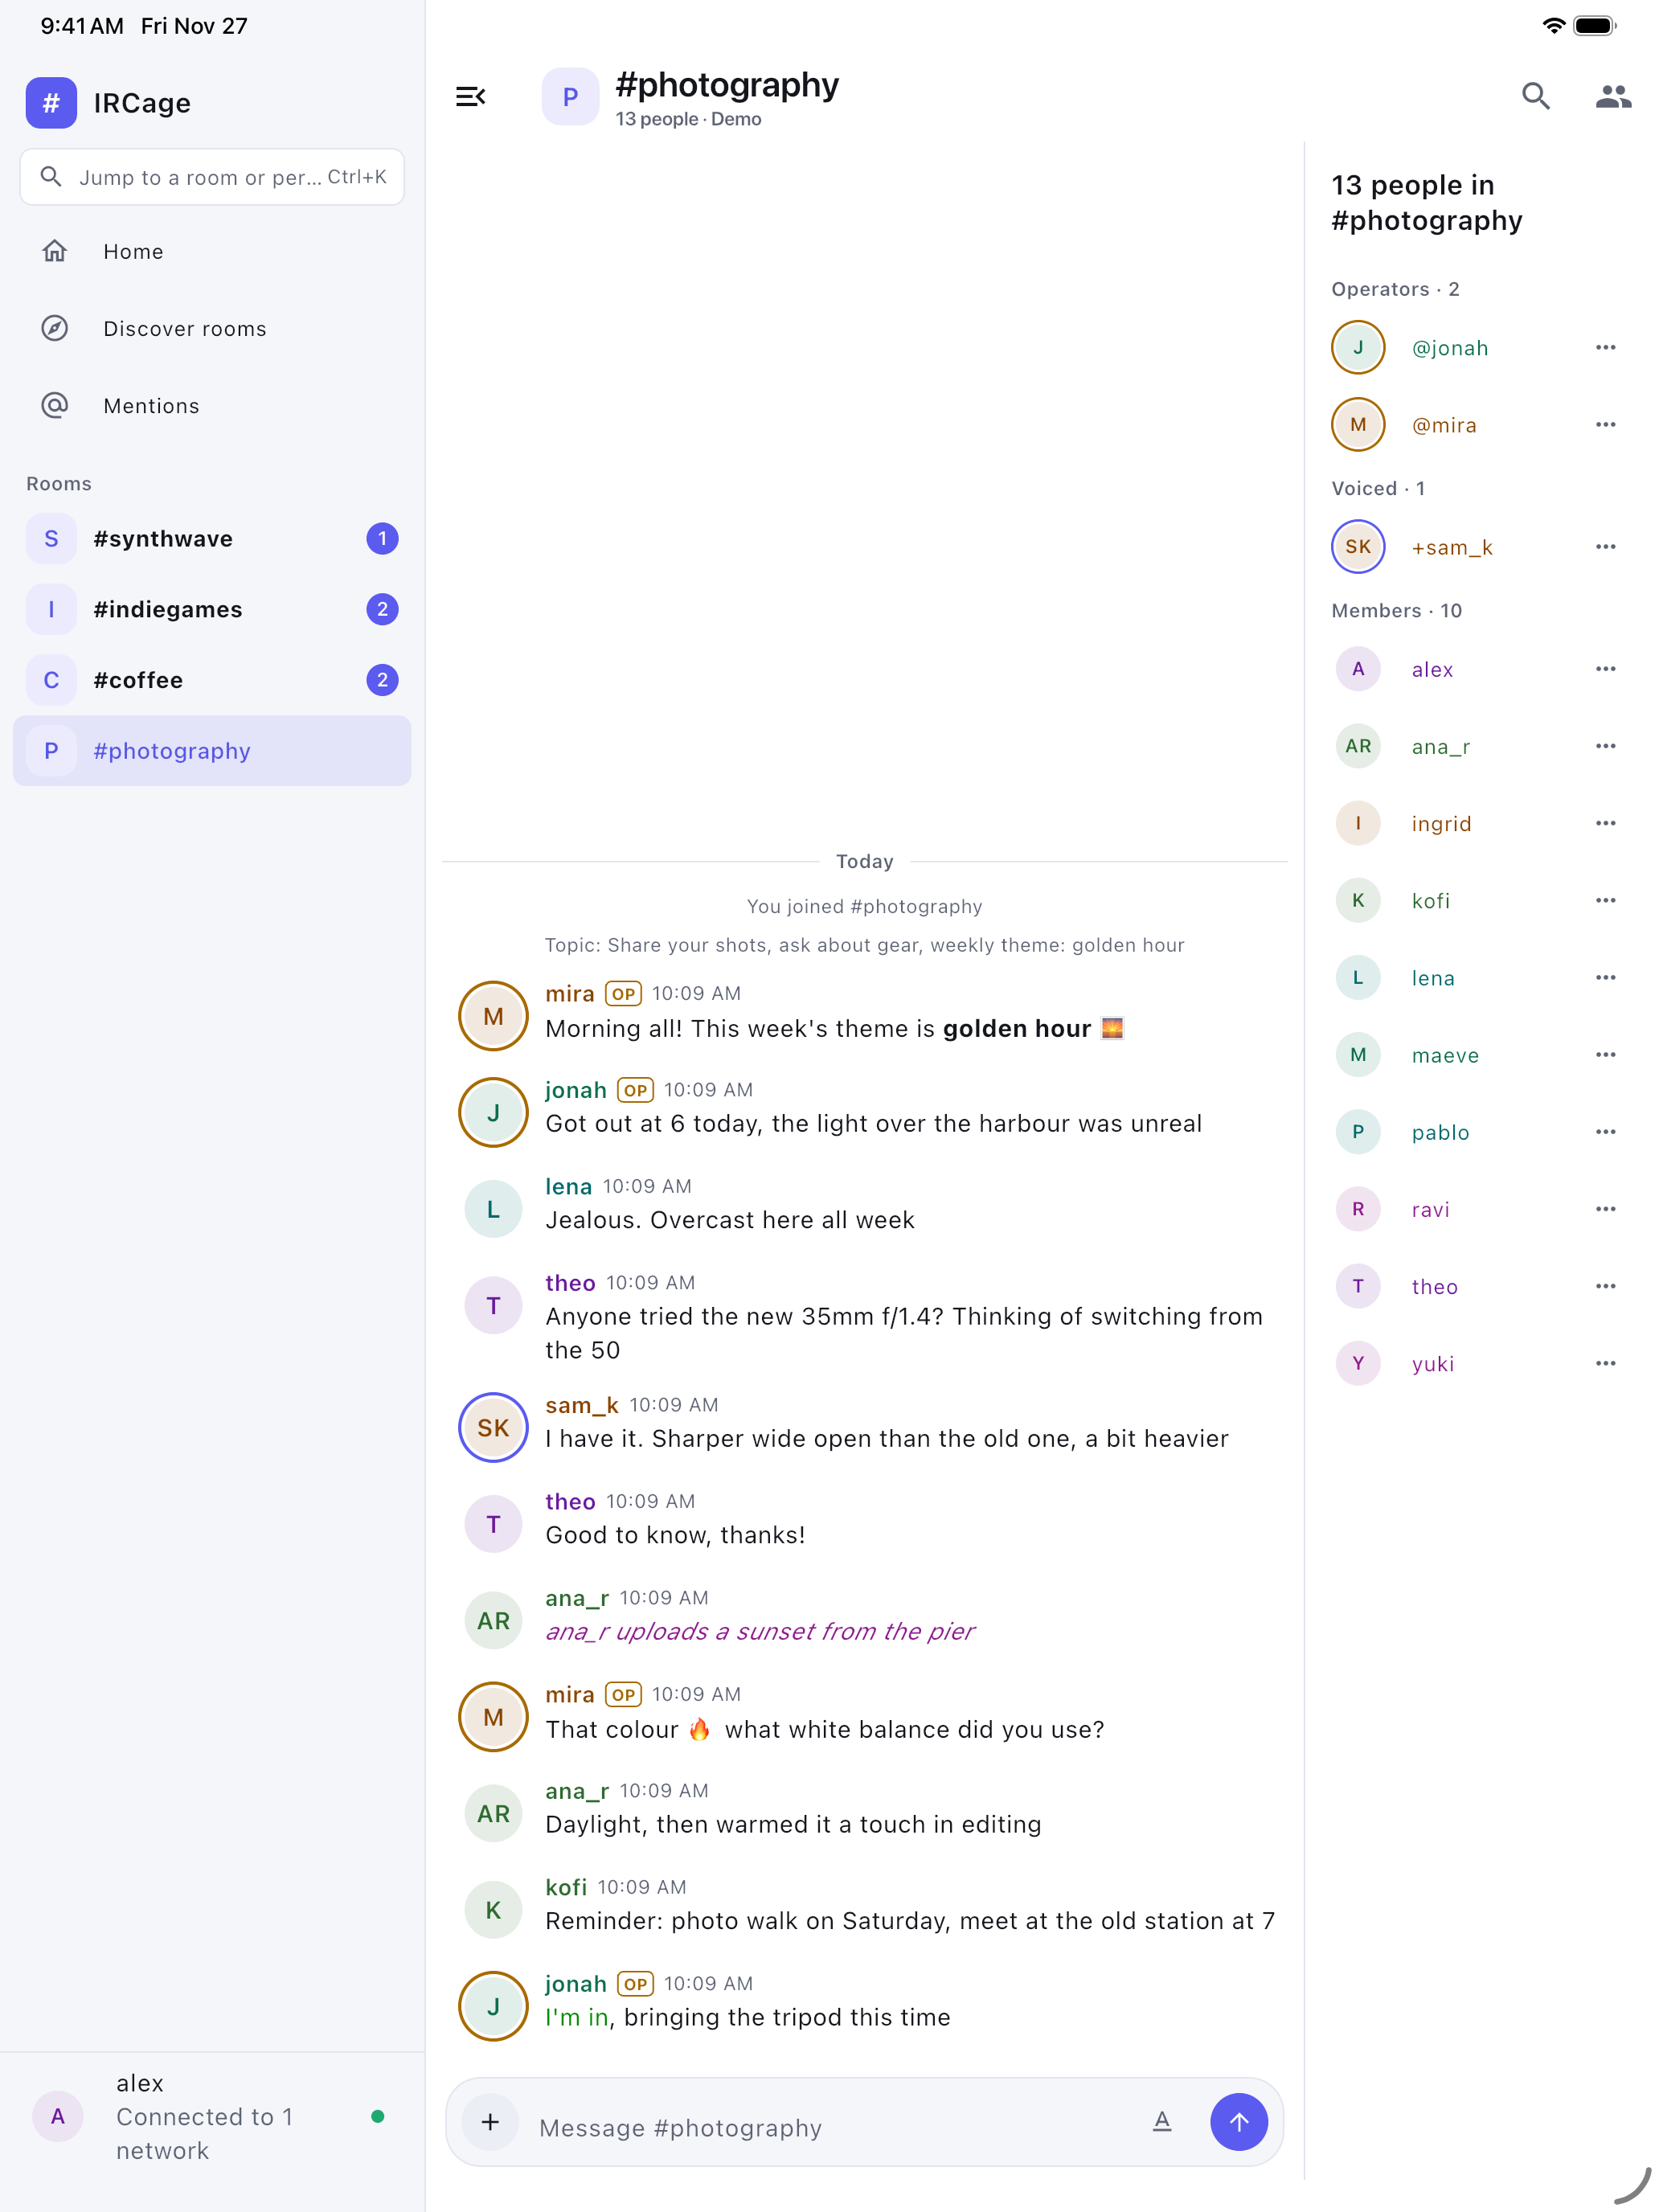 9:41 AM Fri Nov 27
# IRCage
Jump to a room or per... Ctrl+K
Home
Discover rooms
Mentions
Rooms
S #synthwave 1
I #indiegames 2
C #coffee 2
P #photography
A alex
Connected to 1
network
P #photography
13 people · Demo
Today
You joined #photography
Topic: Share your shots, ask about gear, weekly theme: golden hour
M mira OP 10:09 AM
Morning all! This week's theme is golden hour 🌅
J jonah OP 10:09 AM
Got out at 6 today, the light over the harbour was unreal
L lena 10:09 AM
Jealous. Overcast here all week
T theo 10:09 AM
Anyone tried the new 35mm f/1.4? Thinking of switching from
the 50
SK sam_k 10:09 AM
I have it. Sharper wide open than the old one, a bit heavier
T theo 10:09 AM
Good to know, thanks!
AR ana_r 10:09 AM
ana_r uploads a sunset from the pier
M mira OP 10:09 AM
That colour 🔥 what white balance did you use?
AR ana_r 10:09 AM
Daylight, then warmed it a touch in editing
K kofi 10:09 AM
Reminder: photo walk on Saturday, meet at the old station at 7
J jonah OP 10:09 AM
I'm in, bringing the tripod this time
+ Message #photography A
13 people in
#photography
Operators · 2
J @jonah
M @mira
Voiced · 1
SK +sam_k
Members · 10
A alex
AR ana_r
I ingrid
K kofi
L lena
M maeve
P pablo
R ravi
T theo
Y yuki